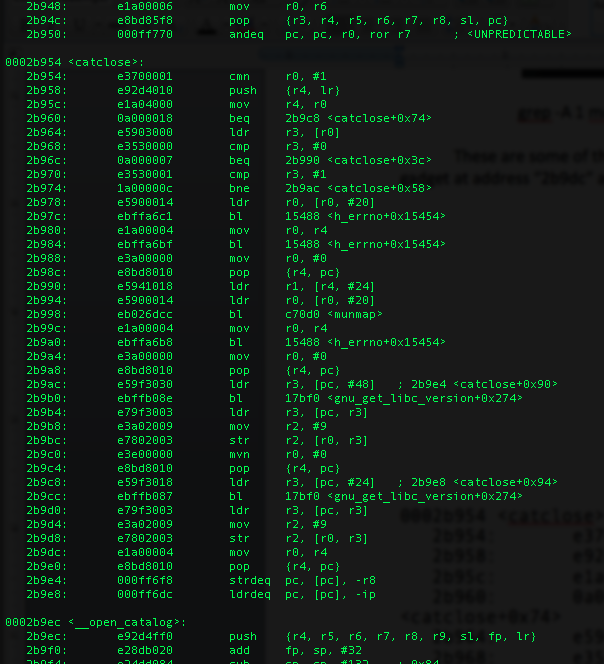 2b948: e1a00006 mov r0, r6
2b94c: e8bd85f8 pop {r3, r4, r5, r6, r7, r8, sl, pc}
2b950: 000ff770 andeq pc, pc, r0, ror r7 ; <UNPREDICTABLE>
0002b954 <catclose>:
2b954: e3700001 cmn r0, #1
2b958: e92d4010 push {r4, lr}
2b95c: e1a04000 mov r4, r0
2b960: 0a000018 beq 2b9c8 <catclose+0x74>
2b964: e5903000 ldr r3, [r0]
2b968: e3530000 cmp r3, #0
2b96c: 0a000007 beq 2b990 <catclose+0x3c>
2b970: e3530001 cmp r3, #1
2b974: 1a00000c bne 2b9ac <catclose+0x58>
2b978: e5900014 ldr r0, [r0, #20]
2b97c: ebffa6c1 bl 15488 <h_errno+0x15454>
2b980: e1a00004 mov r0, r4
2b984: ebffa6bf bl 15488 <h_errno+0x15454>
2b988: e3a00000 mov r0, #0
2b98c: e8bd8010 pop {r4, pc}
2b990: e5941018 ldr r1, [r4, #24]
2b994: e5900014 ldr r0, [r0, #20]
2b998: eb026dcc bl c70d0 <munmap>
2b99c: e1a00004 mov r0, r4
2b9a0: ebffa6b8 bl 15488 <h_errno+0x15454>
2b9a4: e3a00000 mov r0, #0
2b9a8: e8bd8010 pop {r4, pc}
2b9ac: e59f3030 ldr r3, [pc, #48] ; 2b9e4 <catclose+0x90>
2b9b0: ebffb08e bl 17bf0 <gnu_get_libc_version+0x274>
2b9b4: e79f3003 ldr r3, [pc, r3]
2b9b8: e3a02009 mov r2, #9
2b9bc: e7802003 str r2, [r0, r3]
2b9c0: e3e00000 mvn r0, #0
2b9c4: e8bd8010 pop {r4, pc}
2b9c8: e59f3018 ldr r3, [pc, #24] ; 2b9e8 <catclose+0x94>
2b9cc: ebffb087 bl 17bf0 <gnu_get_libc_version+0x274>
2b9d0: e79f3003 ldr r3, [pc, r3]
2b9d4: e3a02009 mov r2, #9
2b9d8: e7802003 str r2, [r0, r3]
2b9dc: e1a00004 mov r0, r4
2b9e0: e8bd8010 pop {r4, pc}
2b9e4: 000ff6f8 strdeq pc, [pc], -r8
2b9e8: 000ff6dc ldrdeq pc, [pc], -ip
0002b9ec <__open_catalog>:
2b9ec: e92d4ff0 push {r4, r5, r6, r7, r8, r9, sl, fp, lr}
2b9f0: e28db020 add fp, sp, #32